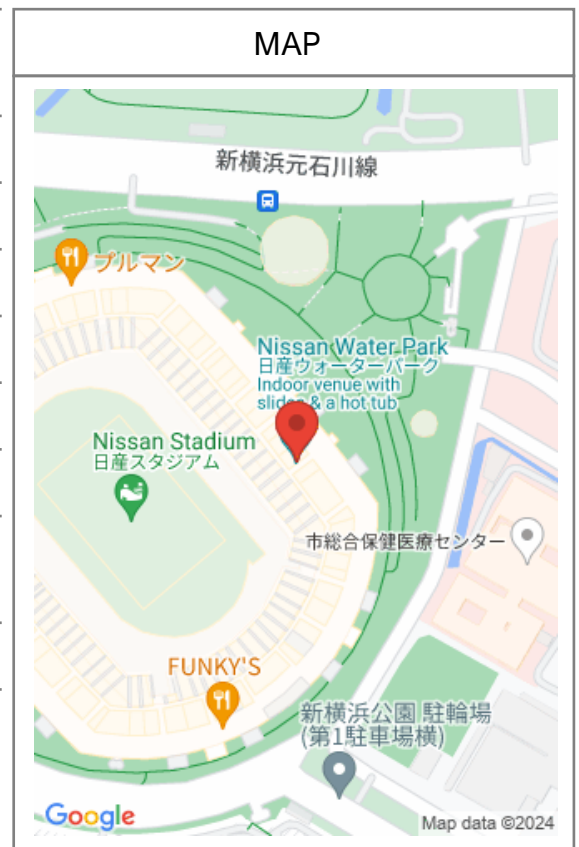 MAP
新横浜元石川線
プルマン
Nissan Water Park
日産ウォーターパーク
Indoor venue with
slides & a hot tub
Nissan Stadium
日産スタジアム
市総合保健医療センター
FUNKY'S
新横浜公園 駐輪場
(第1駐車場横)
Google
Map data ©2024